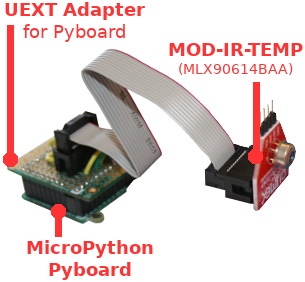 UEXT Adapter
for Pyboard
MOD-IR-TEMP
(MLX90614BAA)
MicroPython
Pyboard